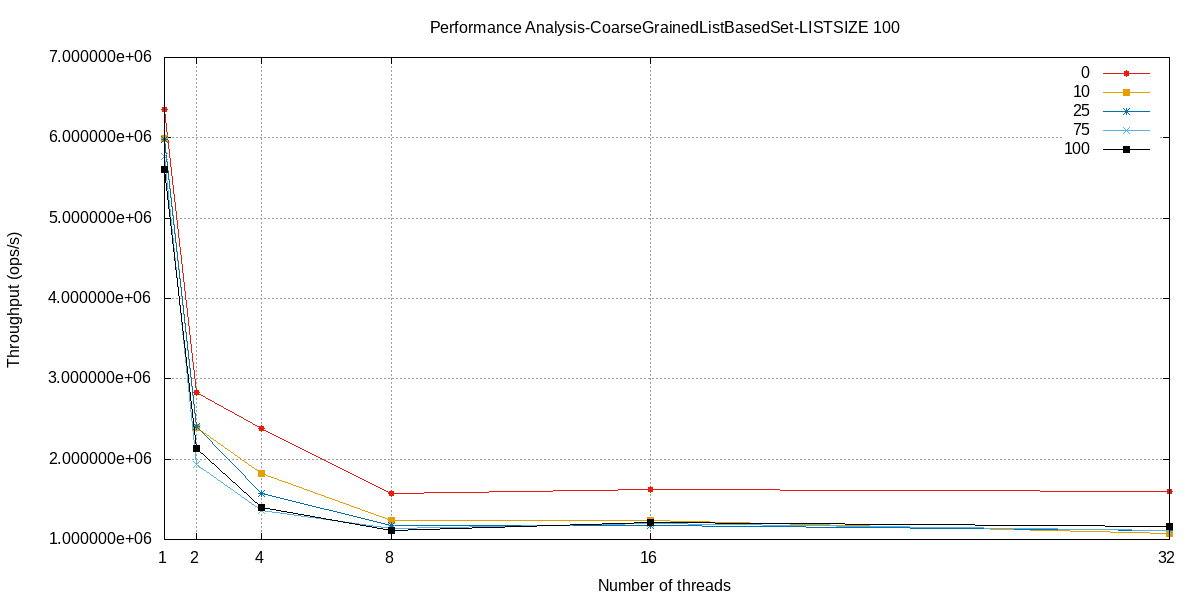 Performance Analysis-CoarseGrainedListBasedSet-LISTSIZE 100
7.000000e+06
6.000000e+06
5.000000e+06
4.000000e+06
3.000000e+06
2.000000e+06
1.000000e+06
Throughput (ops/s)
0
10
25
75
100
1 2 4 8 16 32
Number of threads